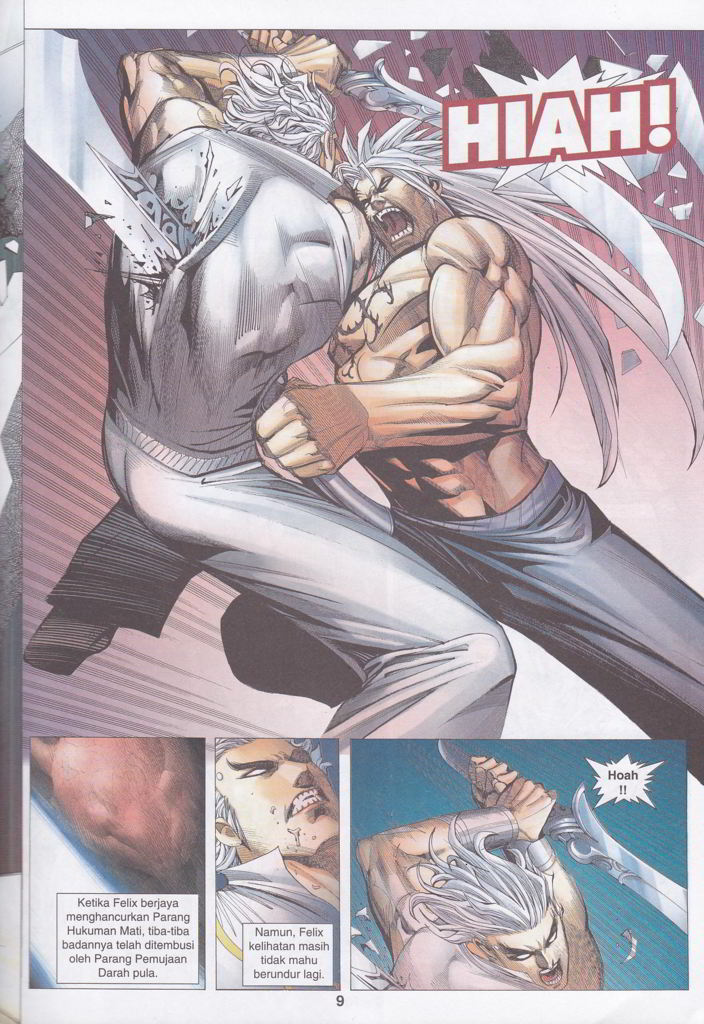 HIAH!
Ketika Felix berjaya
menghancurkan Parang
Hukuman Mati, tiba-tiba
badannya telah ditembusi
oleh Parang Pemujaan
Darah pula.
Namun, Felix
kelihatan masih
tidak mahu
berundur lagi.
Hoah
!!
9